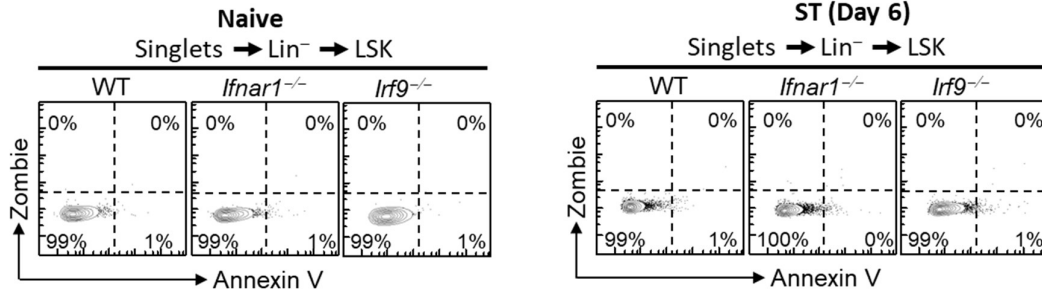 Naive
Singlets → Lin⁻ → LSK
WT
Ifnar1⁻/⁻
Irf9⁻/⁻
0% 0%
0% 0%
0% 0%
99% 1%
99% 1%
99% 1%
Zombie
Annexin V
ST (Day 6)
Singlets → Lin⁻ → LSK
WT
Ifnar1⁻/⁻
Irf9⁻/⁻
0% 0%
0% 0%
0% 0%
99% 1%
100% 0%
99% 1%
Zombie
Annexin V